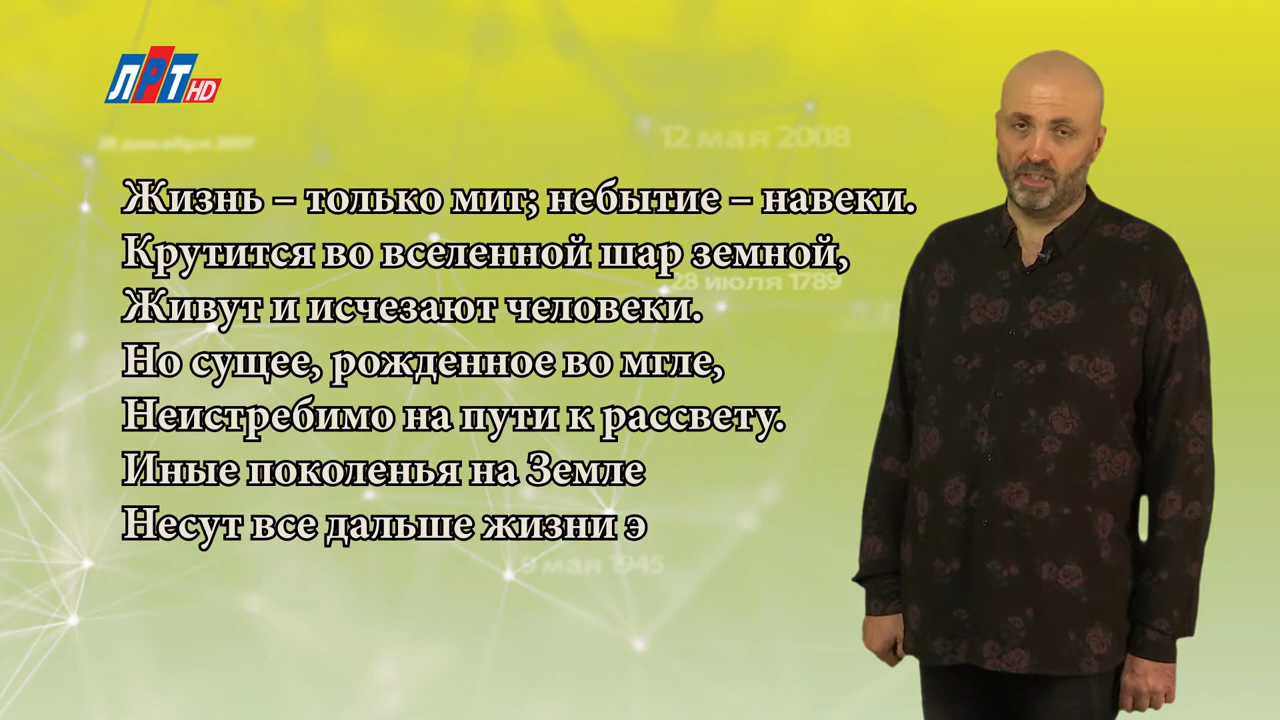 ЛРТ HD
12 мая 2008
Жизнь – только миг; небытие – навеки.
Крутится во вселенной шар земной,
28 июля 1789
Живут и исчезают человеки.
Но сущее, рожденное во мгле,
Неистребимо на пути к рассвету.
Иные поколенья на Земле
Несут все дальше жизни э
9 мая 1945